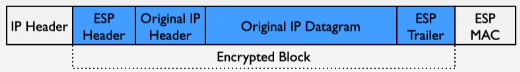 IP Header
ESP
Header
Original IP
Header
Original IP Datagram
ESP
Trailer
ESP
MAC
Encrypted Block